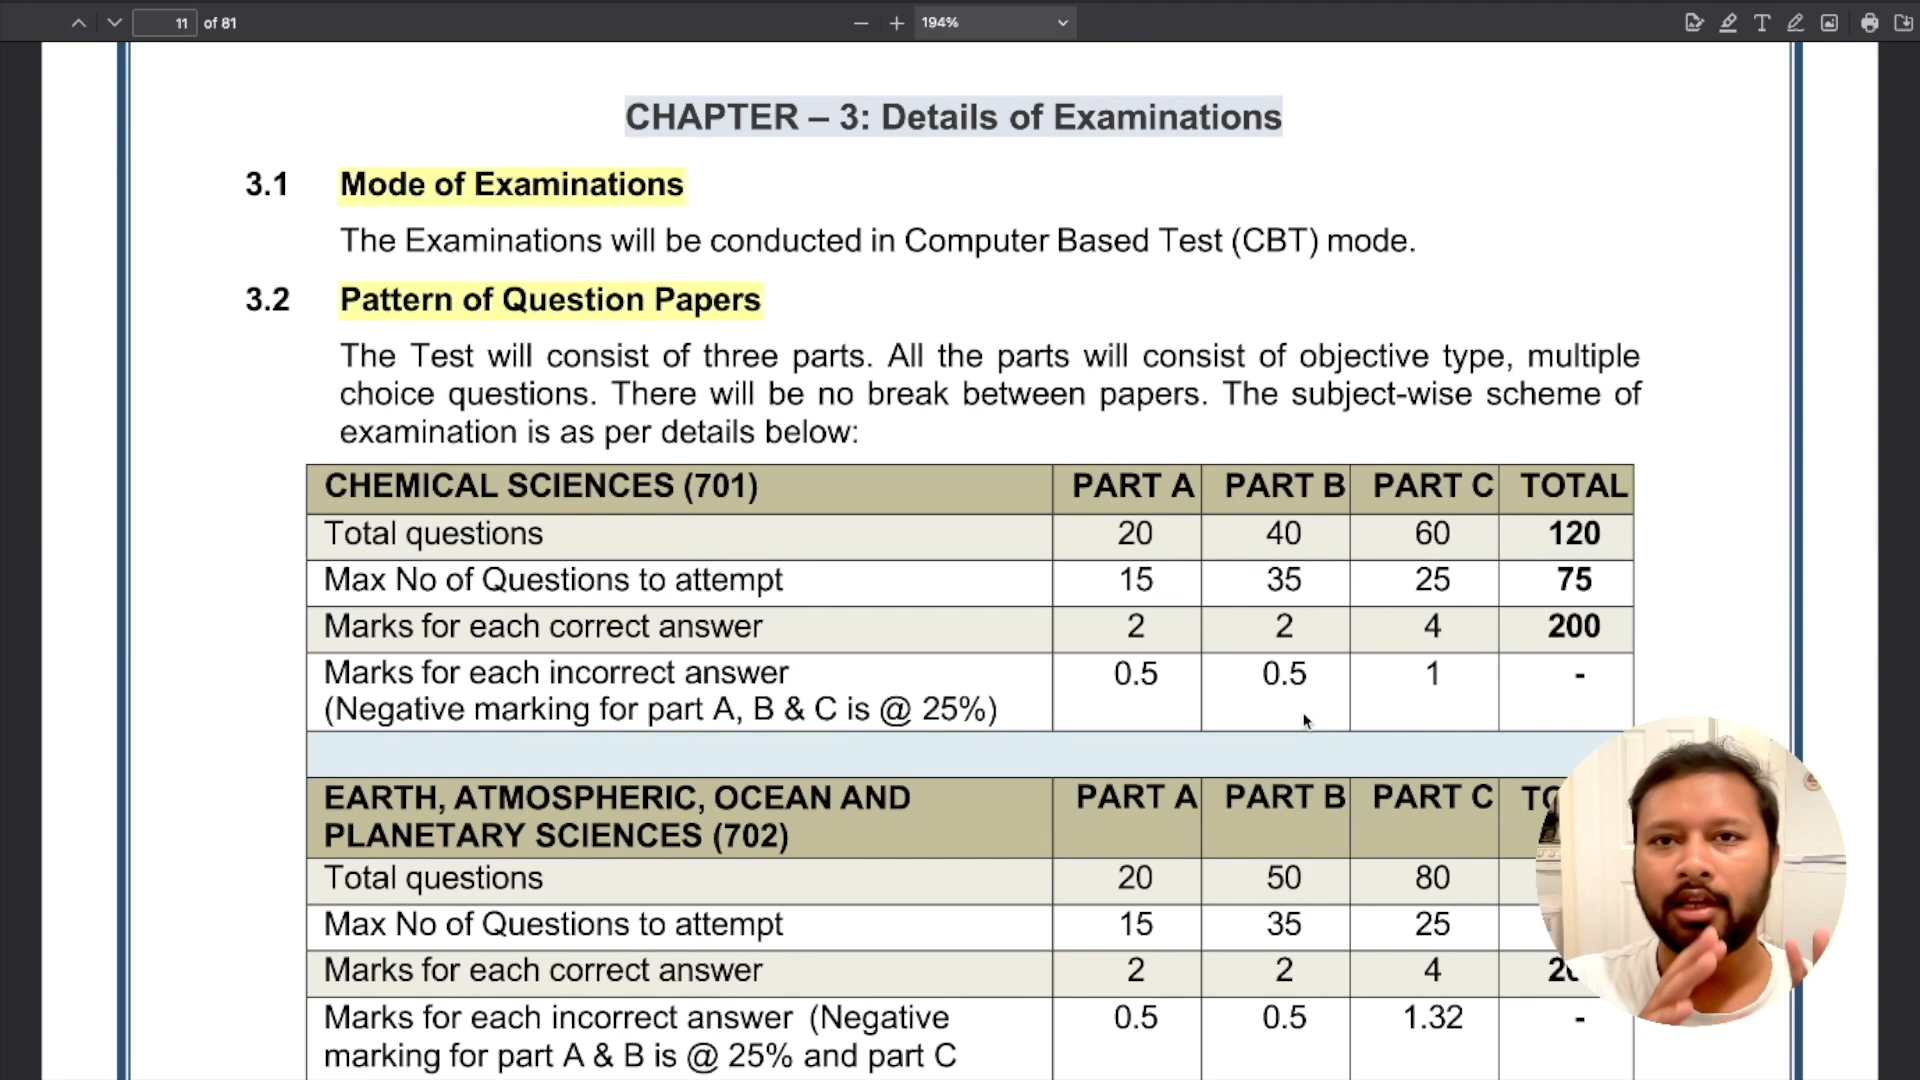 11 of 81
194%
CHAPTER – 3: Details of Examinations
3.1 Mode of Examinations
The Examinations will be conducted in Computer Based Test (CBT) mode.
3.2 Pattern of Question Papers
The Test will consist of three parts. All the parts will consist of objective type, multiple
choice questions. There will be no break between papers. The subject-wise scheme of
examination is as per details below:
CHEMICAL SCIENCES (701) PART A PART B PART C TOTAL
Total questions 20 40 60 120
Max No of Questions to attempt 15 35 25 75
Marks for each correct answer 2 2 4 200
Marks for each incorrect answer 0.5 0.5 1 -
(Negative marking for part A, B & C is @ 25%)
EARTH, ATMOSPHERIC, OCEAN AND PART A PART B PART C
PLANETARY SCIENCES (702)
Total questions 20 50 80
Max No of Questions to attempt 15 35 25
Marks for each correct answer 2 2 4
Marks for each incorrect answer (Negative 0.5 0.5 1.32 -
marking for part A & B is @ 25% and part C